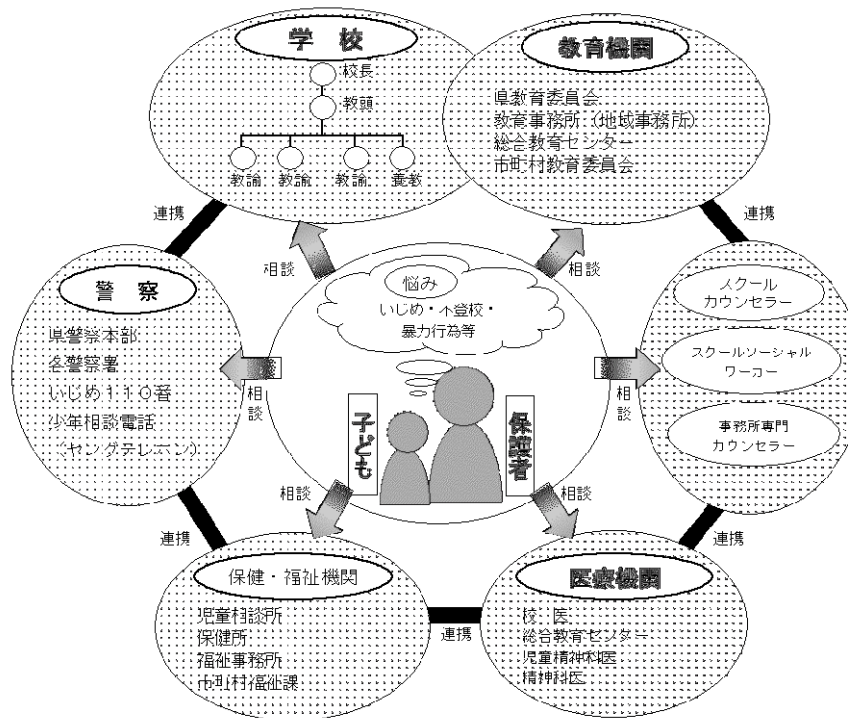 学 校
校長
教頭
教諭
教諭
教諭
養教
教育機関
県教育委員会
教育事務所（地域事務所）
総合教育センター
市町村教育委員会
連携
連携
相談
相談
警 察
県警察本部
各警察署
いじめ１１０番
少年相談電話
（ヤングテレホン）
悩み
いじめ・不登校・
暴力行為等
スクール
カウンセラー
スクールソーシャル
ワーカー
事務所専門
カウンセラー
相談
相談
子ども
保護者
相談
相談
連携
連携
保健・福祉機関
児童相談所
保健所
福祉事務所
市町村福祉課
連携
医療機関
校 医
総合教育センター
児童精神科医
精神科医